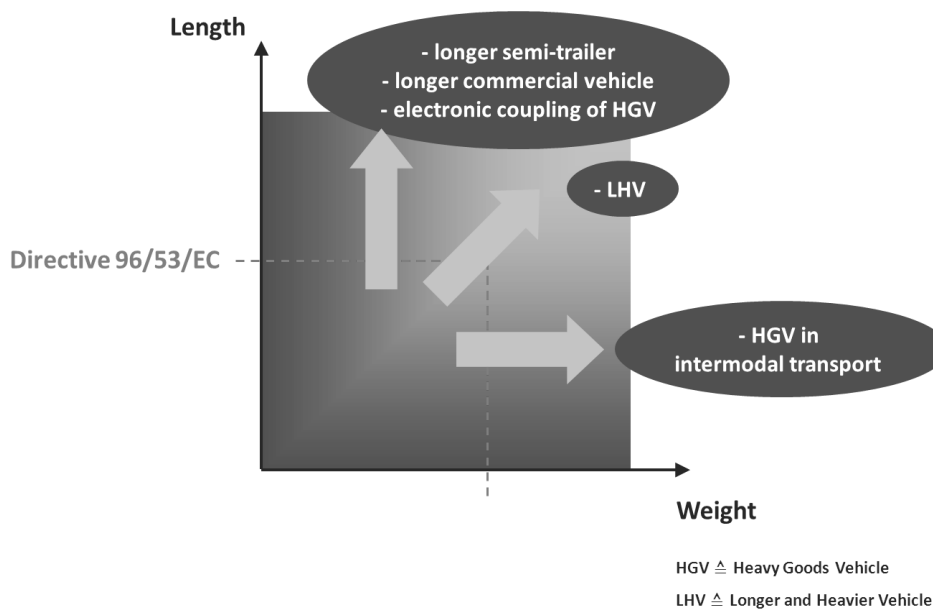 Length
- longer semi-trailer
- longer commercial vehicle
- electronic coupling of HGV
- LHV
Directive 96/53/EC
- HGV in
intermodal transport
Weight
HGV ≙ Heavy Goods Vehicle
LHV ≙ Longer and Heavier Vehicle